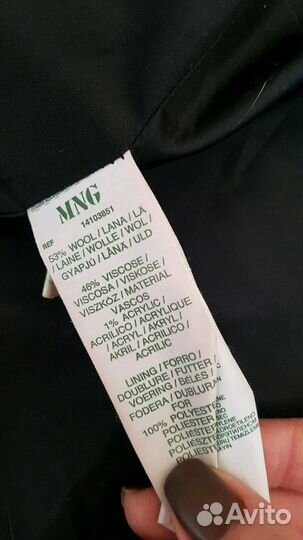 MNG
REF 14103851
53% WOOL / LANA / LÃ
/ LAINE / WOLLE / WOL /
GYAPJÚ / LÂNĂ / ULD
46% VISCOSE /
VISCOSA / VISKOSE /
VISZKÓZ / MATERIAL
VASCOS
1% ACRYLIC /
ACRILICO / ACRYLIQUE
/ ACRYL / AKRYL /
AKRIL / ACRILICO /
ACRILIC
LINING / FORRO /
DOUBLURE / FUTTER /
VOERING / BÉLÉS /
FODERA / DUBLURA /
FOR
100% POLYESTER
POLIESTER
Avito